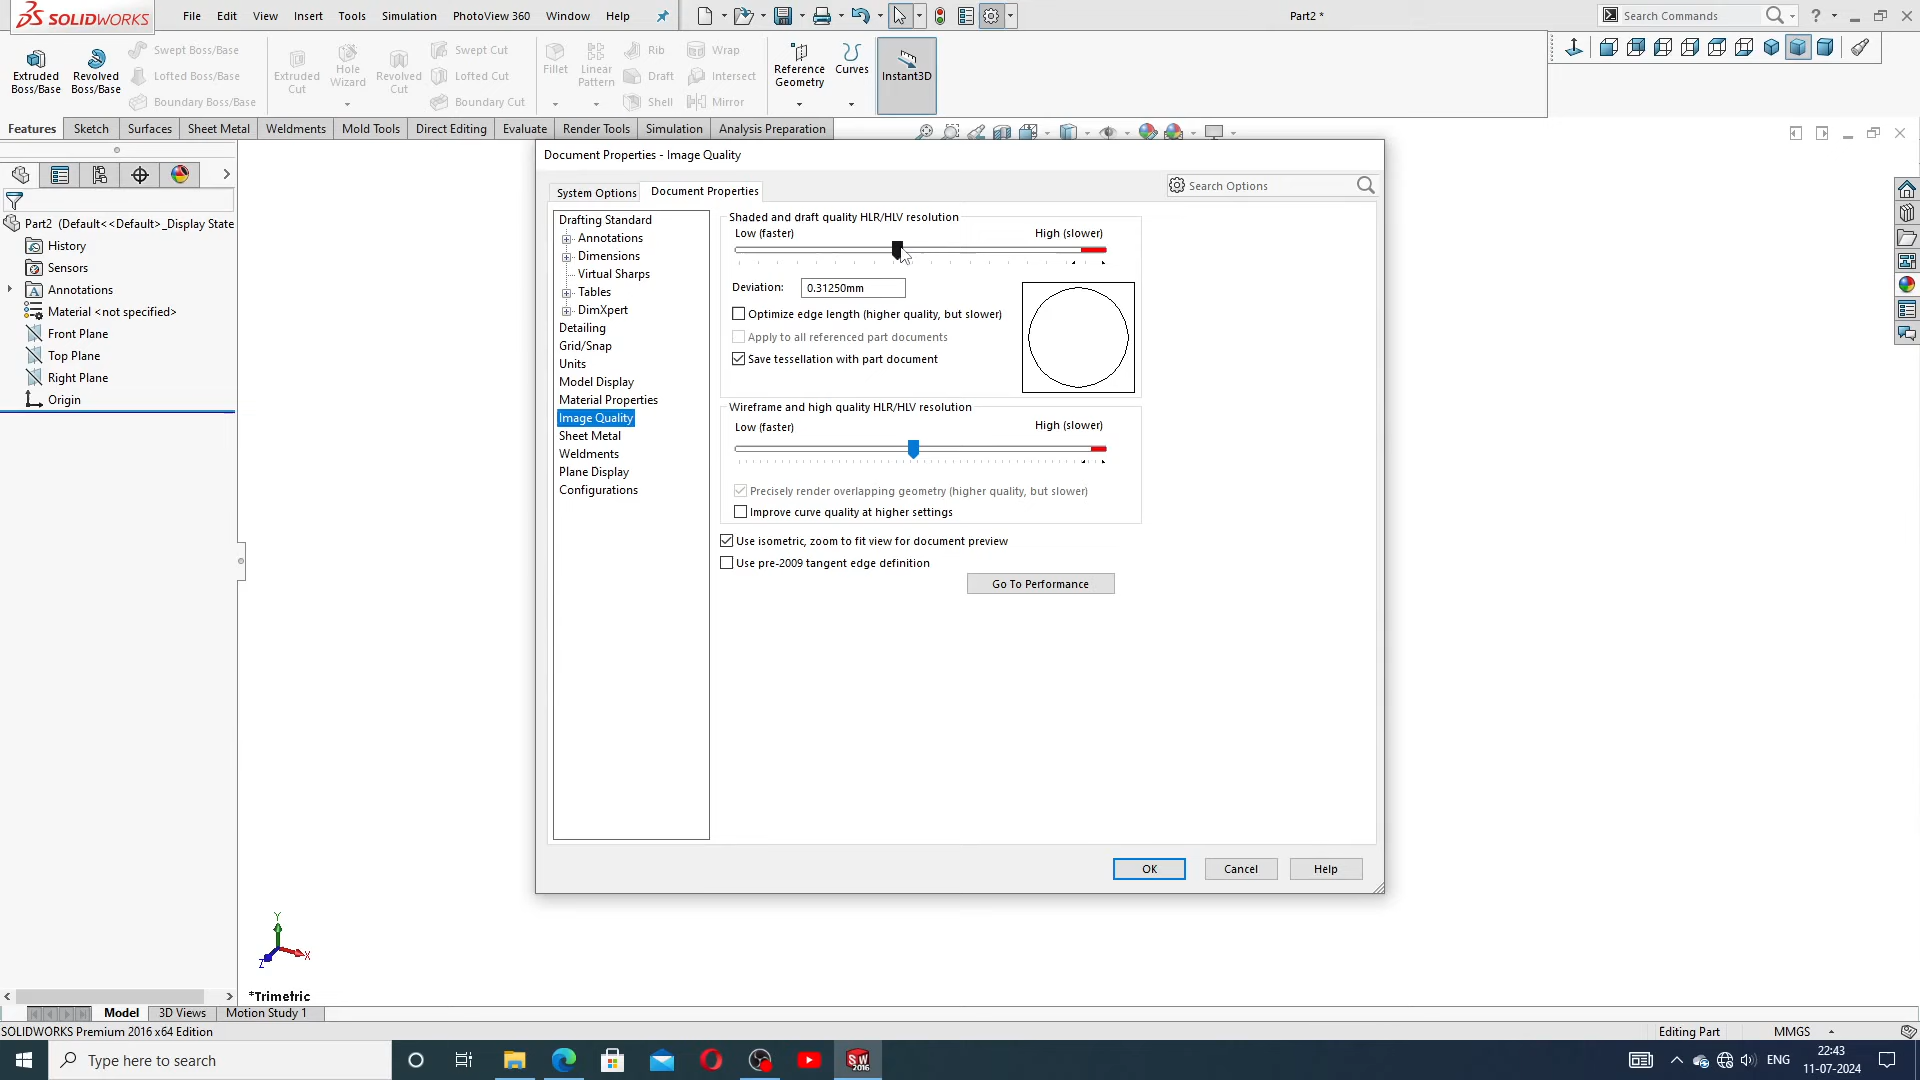 SOLIDWORKS
File Edit View Insert Tools Simulation PhotoView 360 Window Help
Part2 *
Search Commands
Extruded Boss/Base
Revolved Boss/Base
Swept Boss/Base
Lofted Boss/Base
Boundary Boss/Base
Extruded Cut
Hole Wizard
Revolved Cut
Swept Cut
Lofted Cut
Boundary Cut
Fillet
Linear Pattern
Rib
Draft
Shell
Wrap
Intersect
Mirror
Reference Geometry
Curves
Instant3D
Features Sketch Surfaces Sheet Metal Weldments Mold Tools Direct Editing Evaluate Render Tools Simulation Analysis Preparation
Part2 (Default<<Default>_Display State
History
Sensors
Annotations
Material <not specified>
Front Plane
Top Plane
Right Plane
Origin
Document Properties - Image Quality
System Options Document Properties
Search Options
Drafting Standard
Annotations
Dimensions
Virtual Sharps
Tables
DimXpert
Detailing
Grid/Snap
Units
Model Display
Material Properties
Image Quality
Sheet Metal
Weldments
Plane Display
Configurations
Shaded and draft quality HLR/HLV resolution
Low (faster) High (slower)
Deviation: 0.31250mm
Optimize edge length (higher quality, but slower)
Apply to all referenced part documents
Save tessellation with part document
Wireframe and high quality HLR/HLV resolution
Low (faster) High (slower)
Precisely render overlapping geometry (higher quality, but slower)
Improve curve quality at higher settings
Use isometric, zoom to fit view for document preview
Use pre-2009 tangent edge definition
Go To Performance
OK Cancel Help
Y
X
Z
*Trimetric
Model 3D Views Motion Study 1
SOLIDWORKS Premium 2016 x64 Edition
Editing Part MMGS
Type here to search
SW 2016
ENG
22:43
11-07-2024